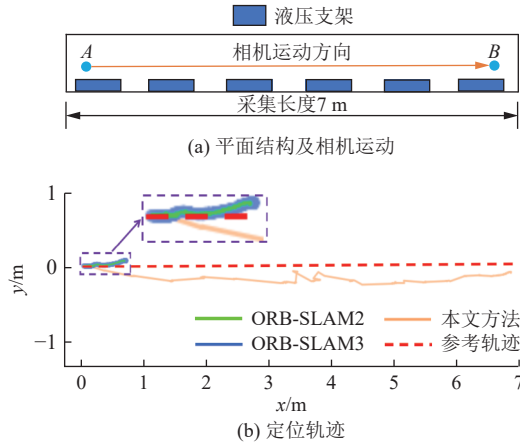 液压支架
A 相机运动方向 B
采集长度7 m
(a) 平面结构及相机运动
1
0
−1
y/m
ORB-SLAM2 本文方法
ORB-SLAM3 参考轨迹
0 1 2 3 4 5 6 7
x/m
(b) 定位轨迹